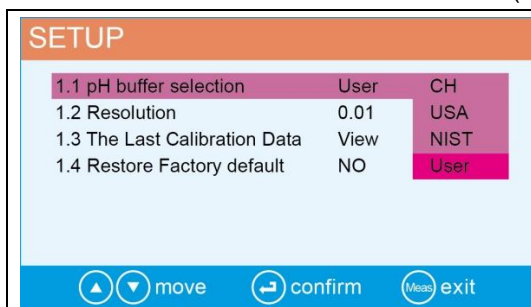 SETUP
1.1 pH buffer selection User CH
1.2 Resolution 0.01 USA
1.3 The Last Calibration Data View NIST
1.4 Restore Factory default NO User
move confirm Meas exit